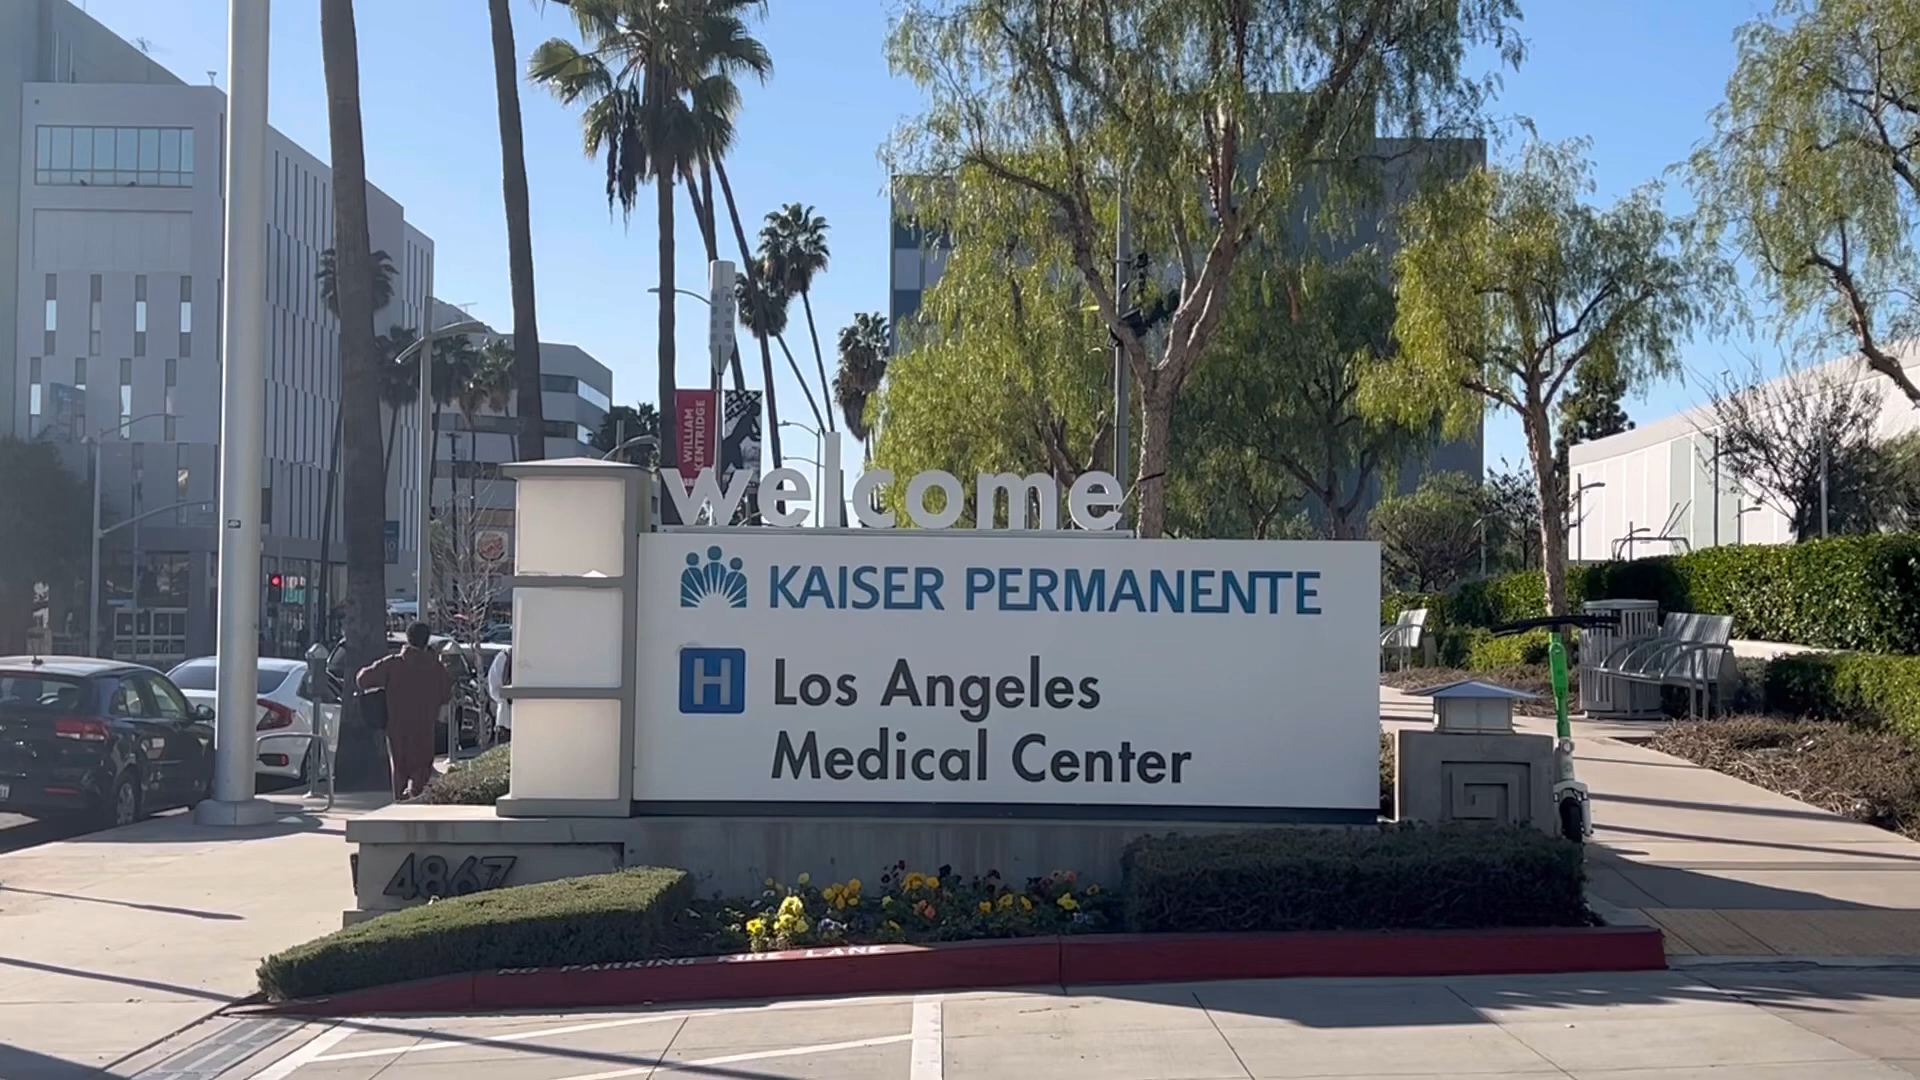 WILLIAM
KENTRIDGE
welcome
KAISER PERMANENTE
H
Los Angeles
Medical Center
4867
NO PARKING FIRE LANE